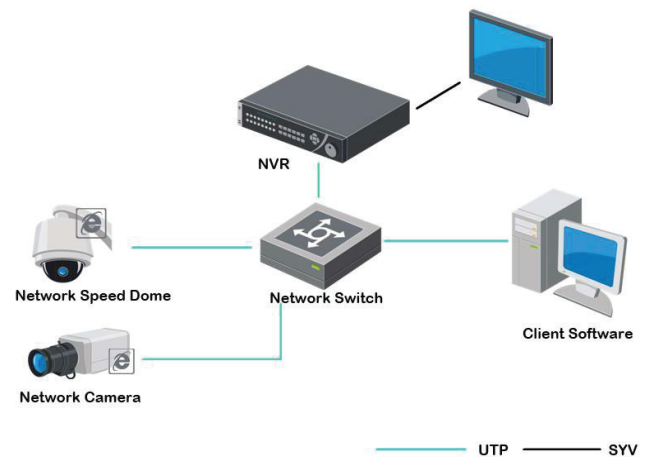 NVR
Network Speed Dome
Network Switch
Client Software
Network Camera
UTP
SYV